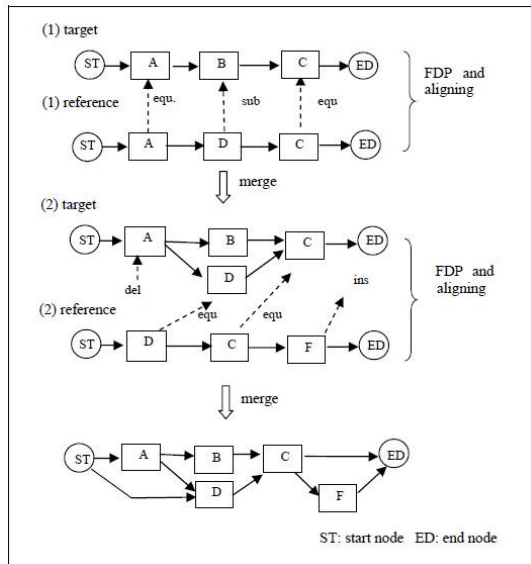 (1) target
ST A B C ED
FDP and
aligning
(1) reference
equ. sub equ
ST A D C ED
merge
(2) target
ST A B C ED
D
del
ins
FDP and
aligning
(2) reference
equ equ
ST D C F ED
merge
ST A B C ED
D F
ST: start node ED: end node